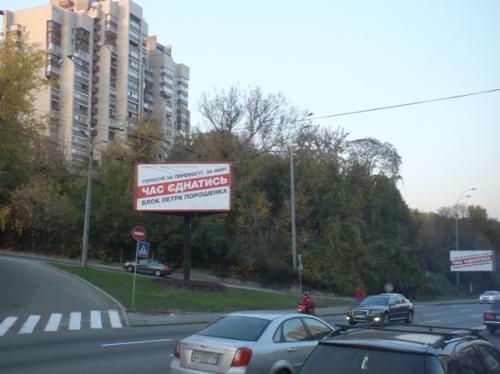 ГОЛОСУЙ ЗА ПЕРЕМОГУ! ЗА МИР!
ЧАС ЄДНАТИСЬ
БЛОК ПЕТРА ПОРОШЕНКА